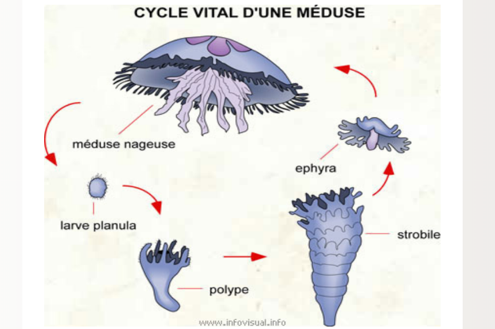 CYCLE VITAL D'UNE MÉDUSE
méduse nageuse
ephyra
larve planula
strobile
polype
www.infovisual.info